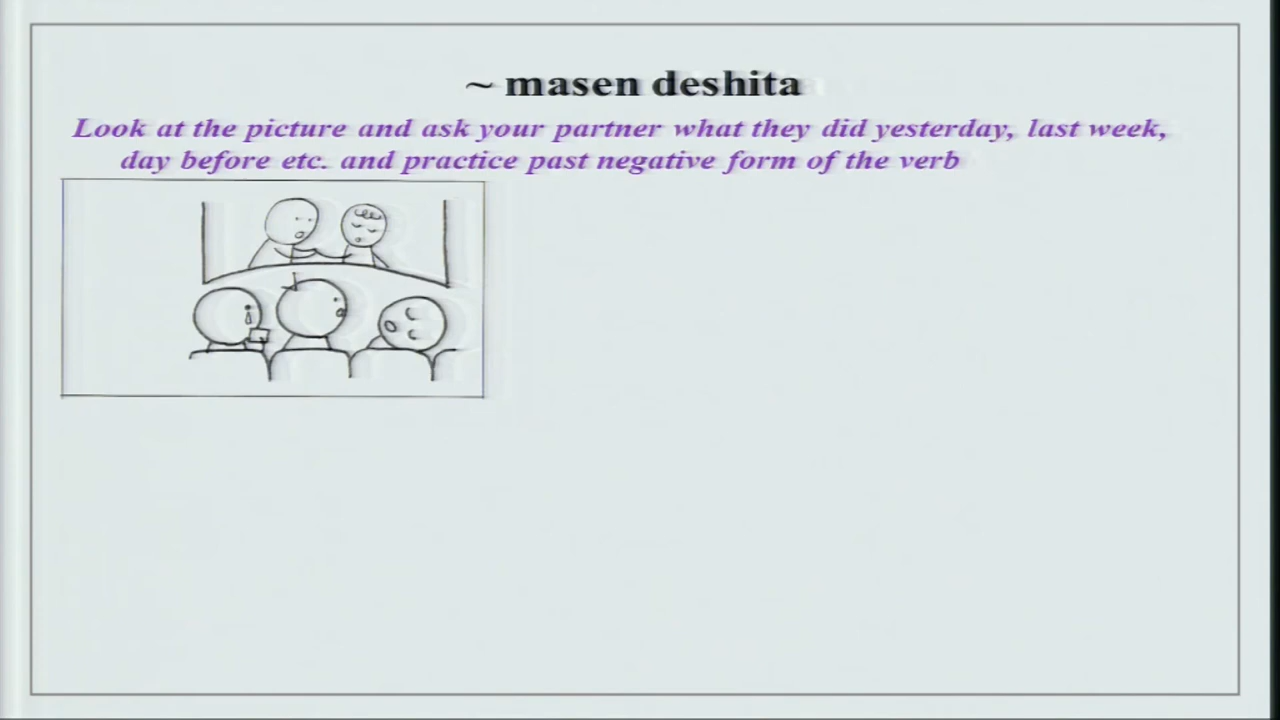 ~ masen deshita
Look at the picture and ask your partner what they did yesterday, last week,
day before etc. and practice past negative form of the verb